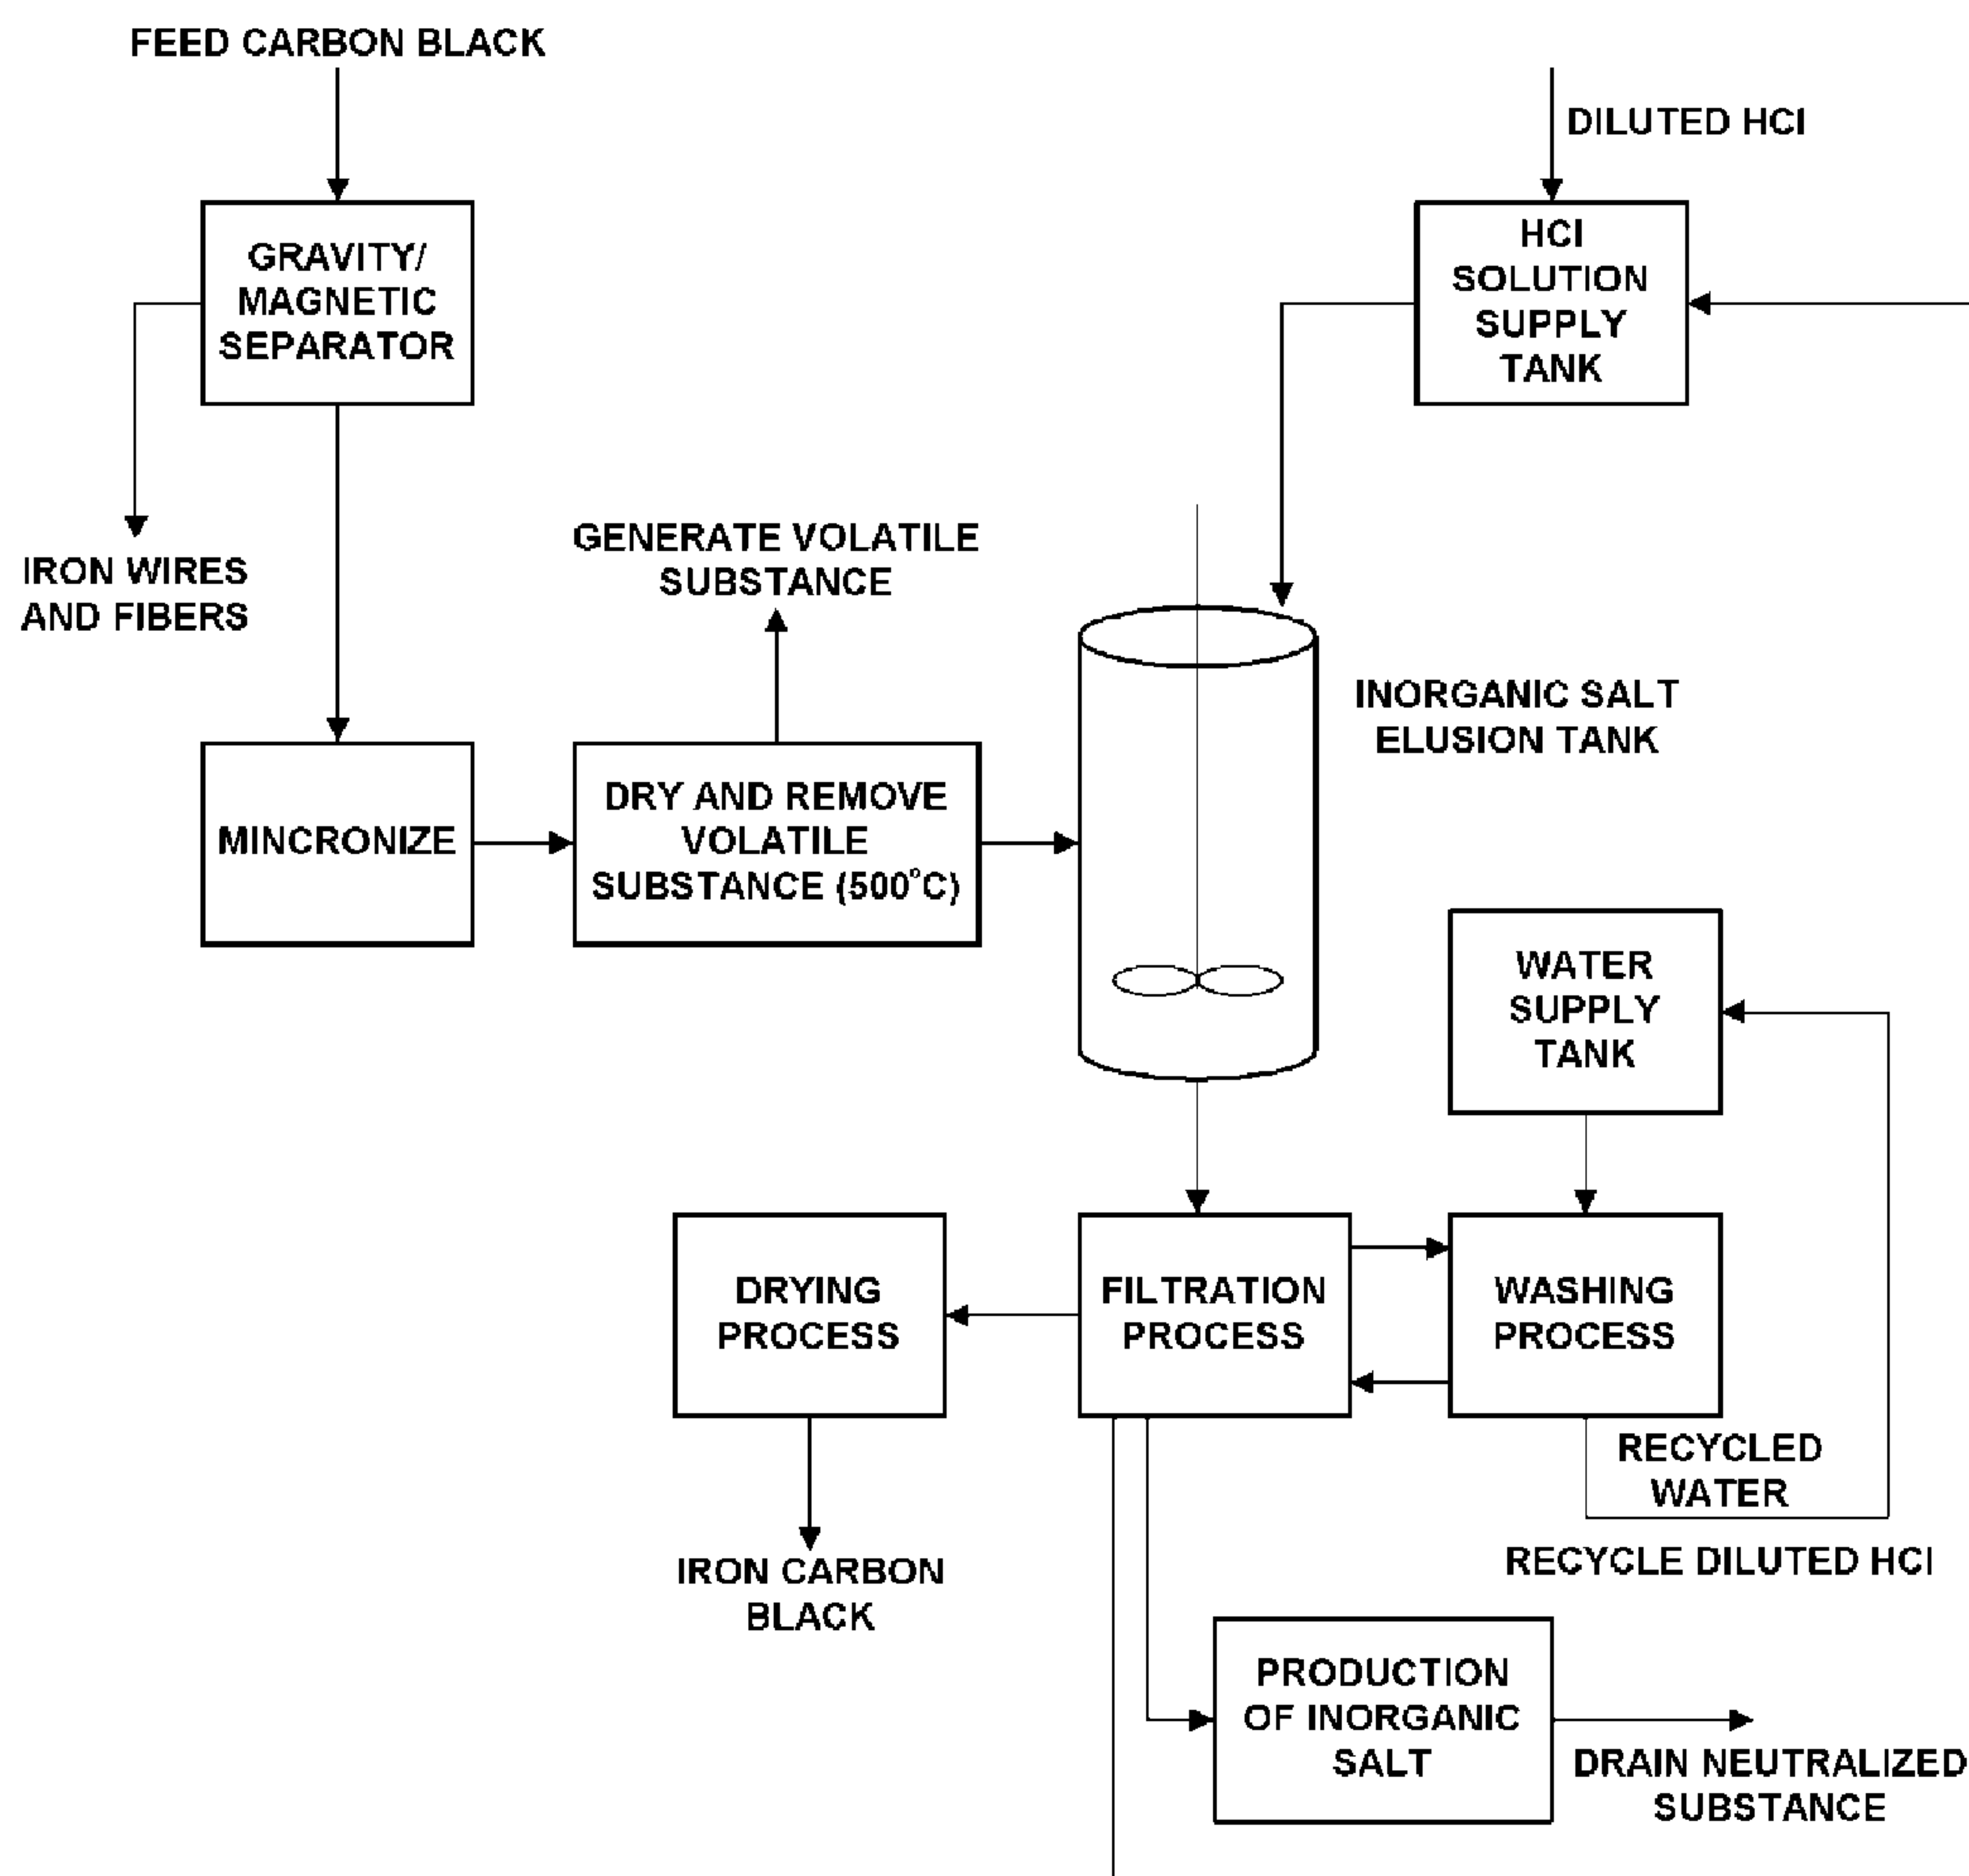 FEED CARBON BLACK
DILUTED HCl
GRAVITY/
MAGNETIC
SEPARATOR
HCl
SOLUTION
SUPPLY
TANK
IRON WIRES
AND FIBERS
GENERATE VOLATILE
SUBSTANCE
INORGANIC SALT
ELUSION TANK
MINCRONIZE
DRY AND REMOVE
VOLATILE
SUBSTANCE (500°C)
WATER
SUPPLY
TANK
DRYING
PROCESS
FILTRATION
PROCESS
WASHING
PROCESS
RECYCLED
WATER
RECYCLE DILUTED HCl
IRON CARBON
BLACK
PRODUCTION
OF INORGANIC
SALT
DRAIN NEUTRALIZED
SUBSTANCE